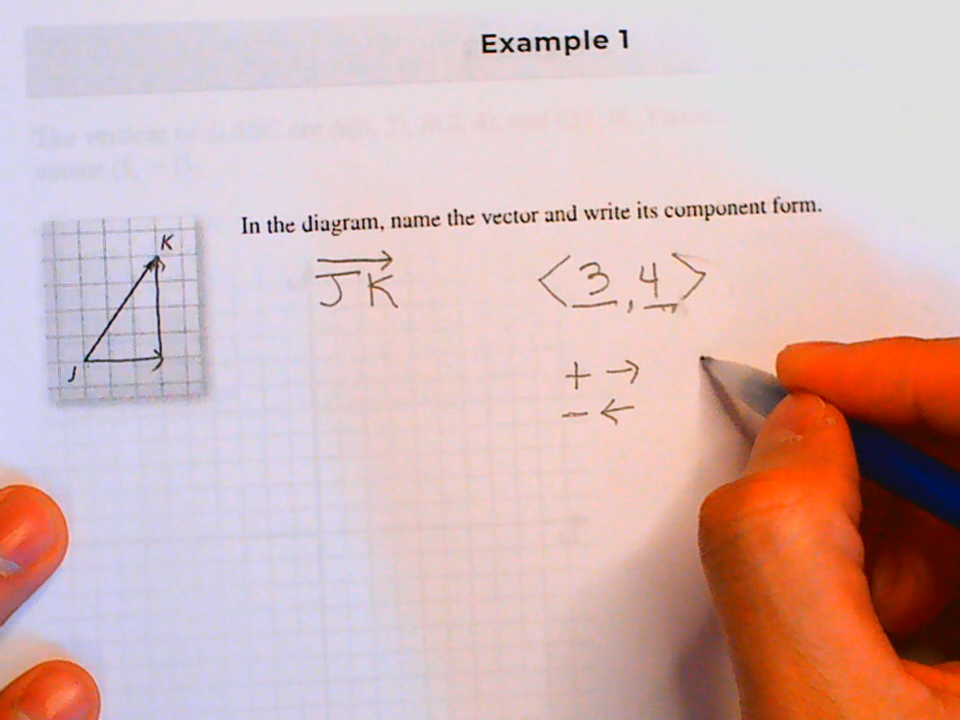 Example 1
In the diagram, name the vector and write its component form.
K
J
JK
⟨3, 4⟩
+ →
- ←